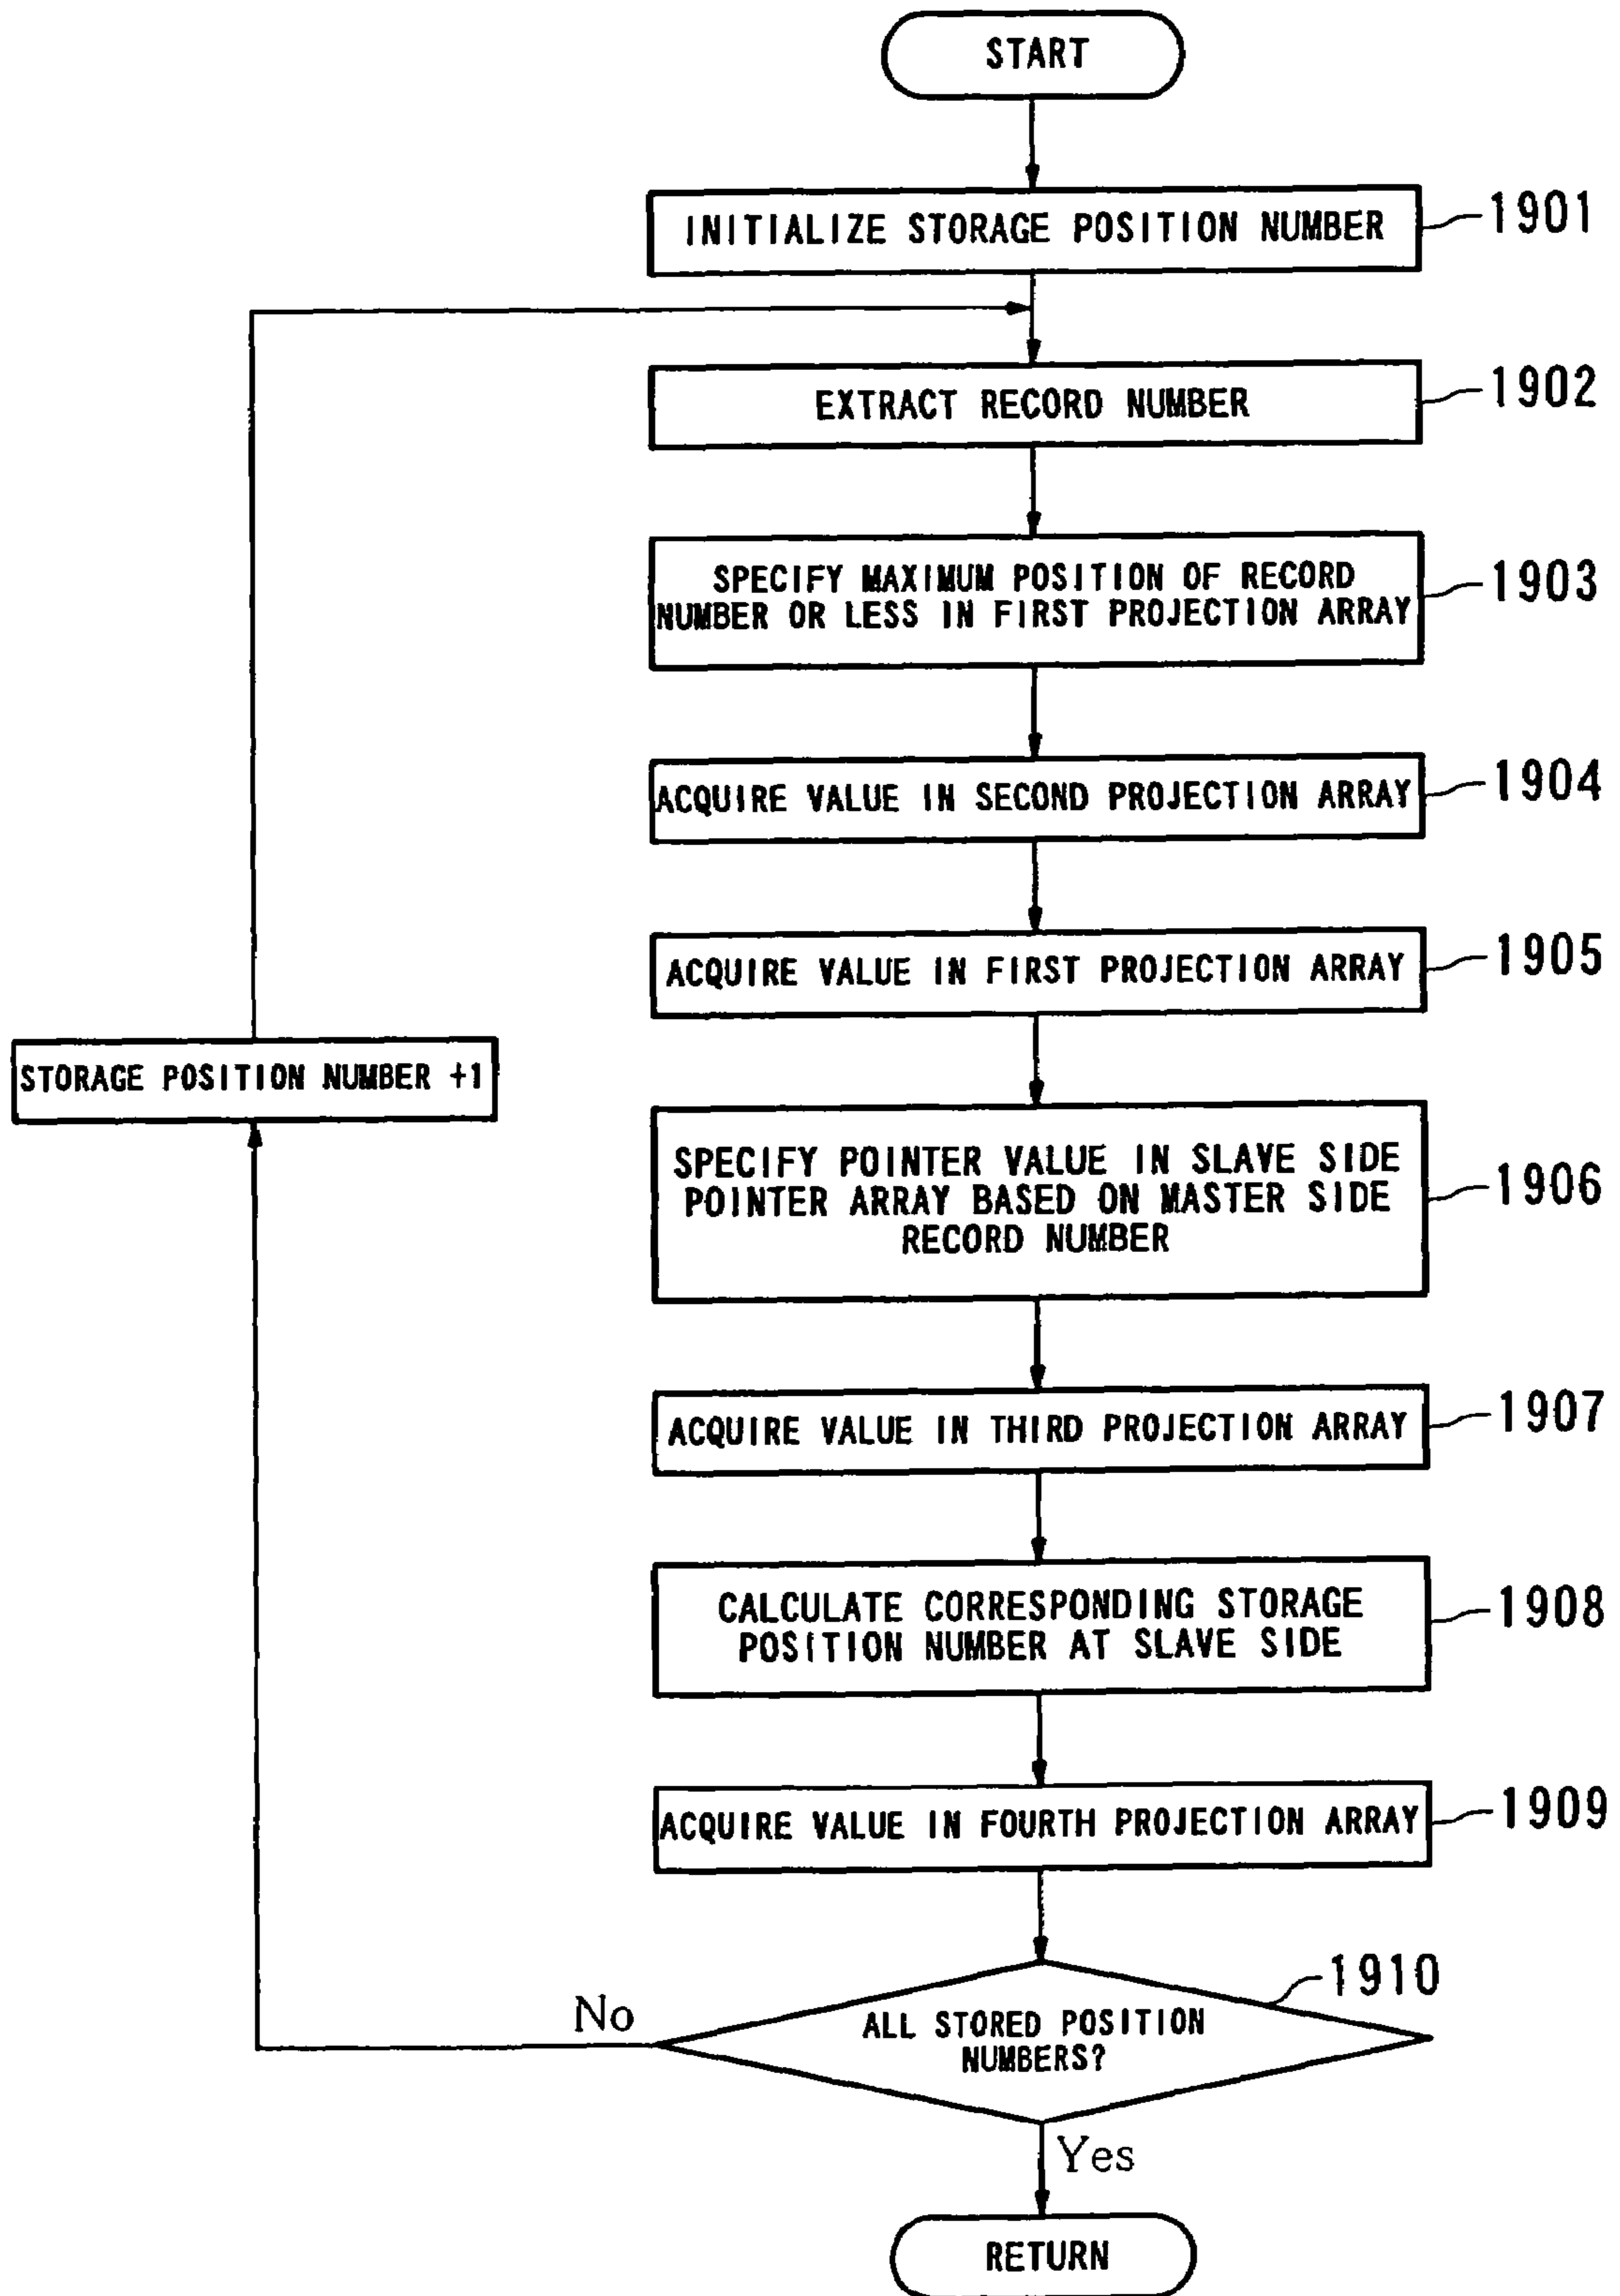 START
INITIALIZE STORAGE POSITION NUMBER
1901
EXTRACT RECORD NUMBER
1902
SPECIFY MAXIMUM POSITION OF RECORD
NUMBER OR LESS IN FIRST PROJECTION ARRAY
1903
ACQUIRE VALUE IN SECOND PROJECTION ARRAY
1904
ACQUIRE VALUE IN FIRST PROJECTION ARRAY
1905
STORAGE POSITION NUMBER +1
SPECIFY POINTER VALUE IN SLAVE SIDE
POINTER ARRAY BASED ON MASTER SIDE
RECORD NUMBER
1906
ACQUIRE VALUE IN THIRD PROJECTION ARRAY
1907
CALCULATE CORRESPONDING STORAGE
POSITION NUMBER AT SLAVE SIDE
1908
ACQUIRE VALUE IN FOURTH PROJECTION ARRAY
1909
1910
No
ALL STORED POSITION
NUMBERS?
Yes
RETURN